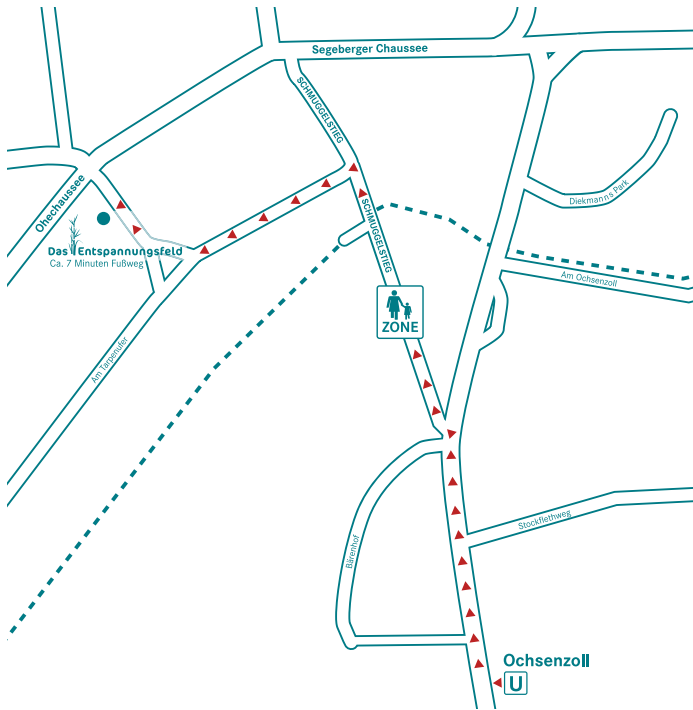 Segeberger Chaussee
SCHMUGGELSTIEG
Ohechaussee
SCHMUGGELSTIEG
Diekmanns Park
Das Entspannungsfeld
Ca. 7 Minuten Fußweg
Am Ochsenzoll
ZONE
Am Tarpenufer
Stockflethweg
Bärenhof
Ochsenzoll
U